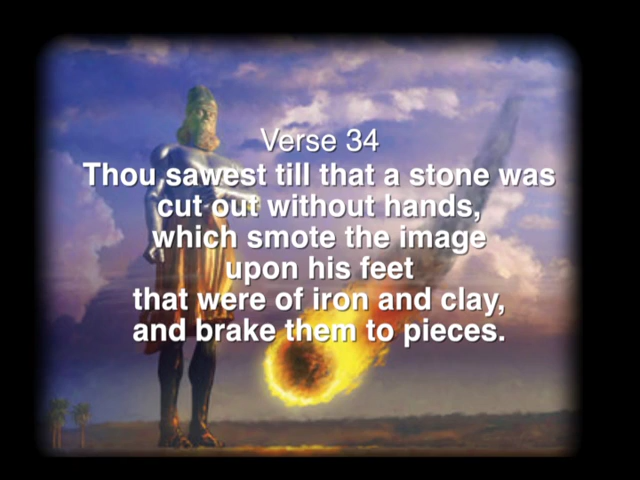 Verse 34
Thou sawest till that a stone was
cut out without hands,
which smote the image
upon his feet
that were of iron and clay,
and brake them to pieces.